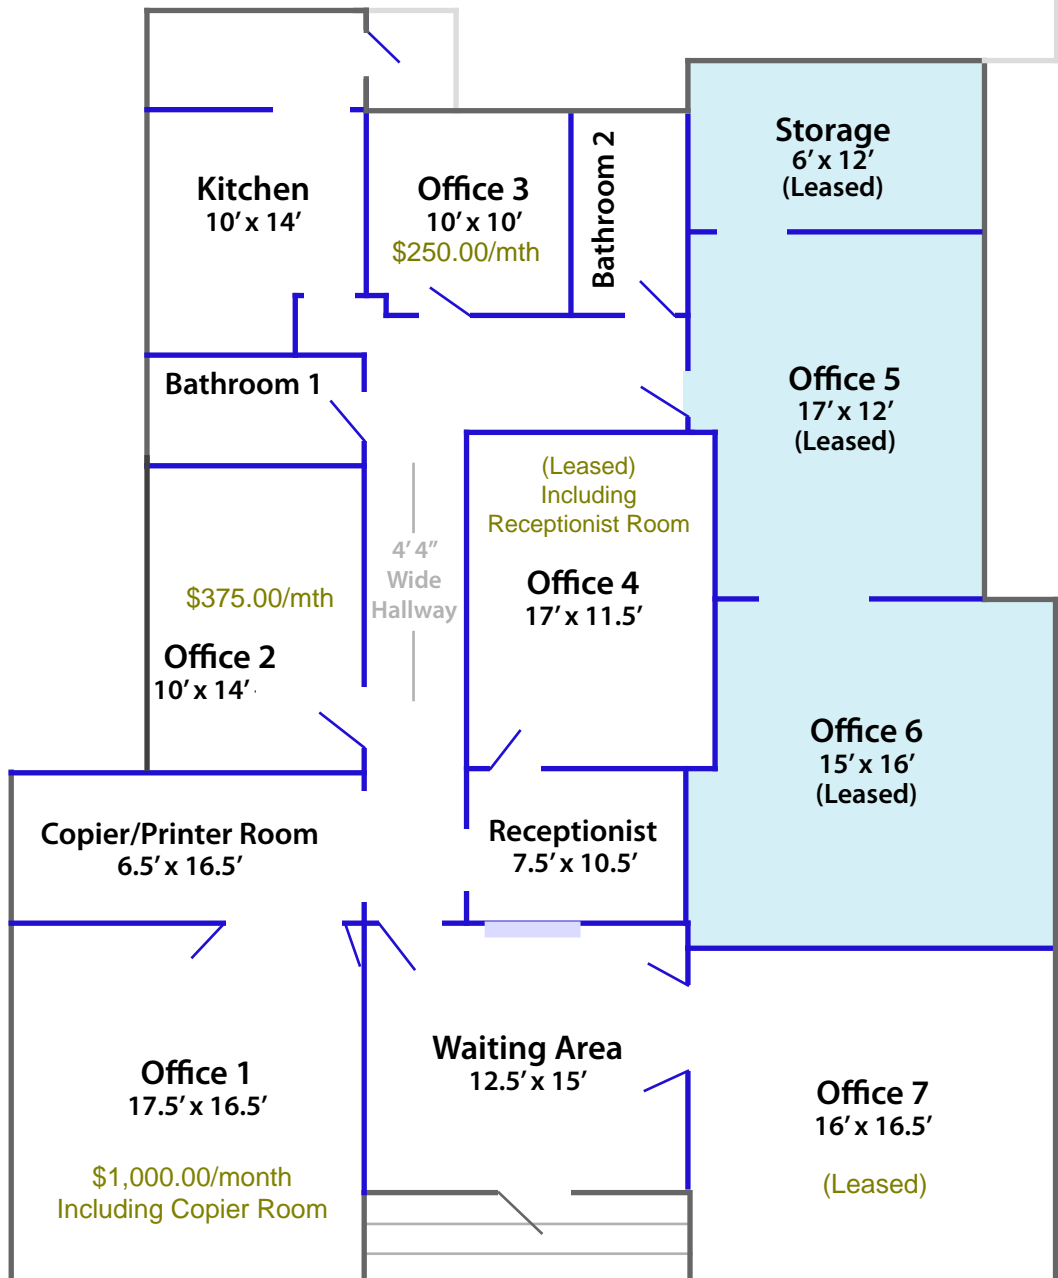 Storage
6' x 12'
(Leased)
Kitchen
10' x 14'
Office 3
10' x 10'
$250.00/mth
Bathroom 2
Bathroom 1
Office 5
17' x 12'
(Leased)
(Leased)
Including
Receptionist Room
Office 4
17' x 11.5'
4' 4”
Wide
Hallway
$375.00/mth
Office 2
10' x 14'
Office 6
15' x 16'
(Leased)
Copier/Printer Room
6.5' x 16.5'
Receptionist
7.5' x 10.5'
Waiting Area
12.5' x 15'
Office 1
17.5' x 16.5'
$1,000.00/month
Including Copier Room
Office 7
16' x 16.5'
(Leased)